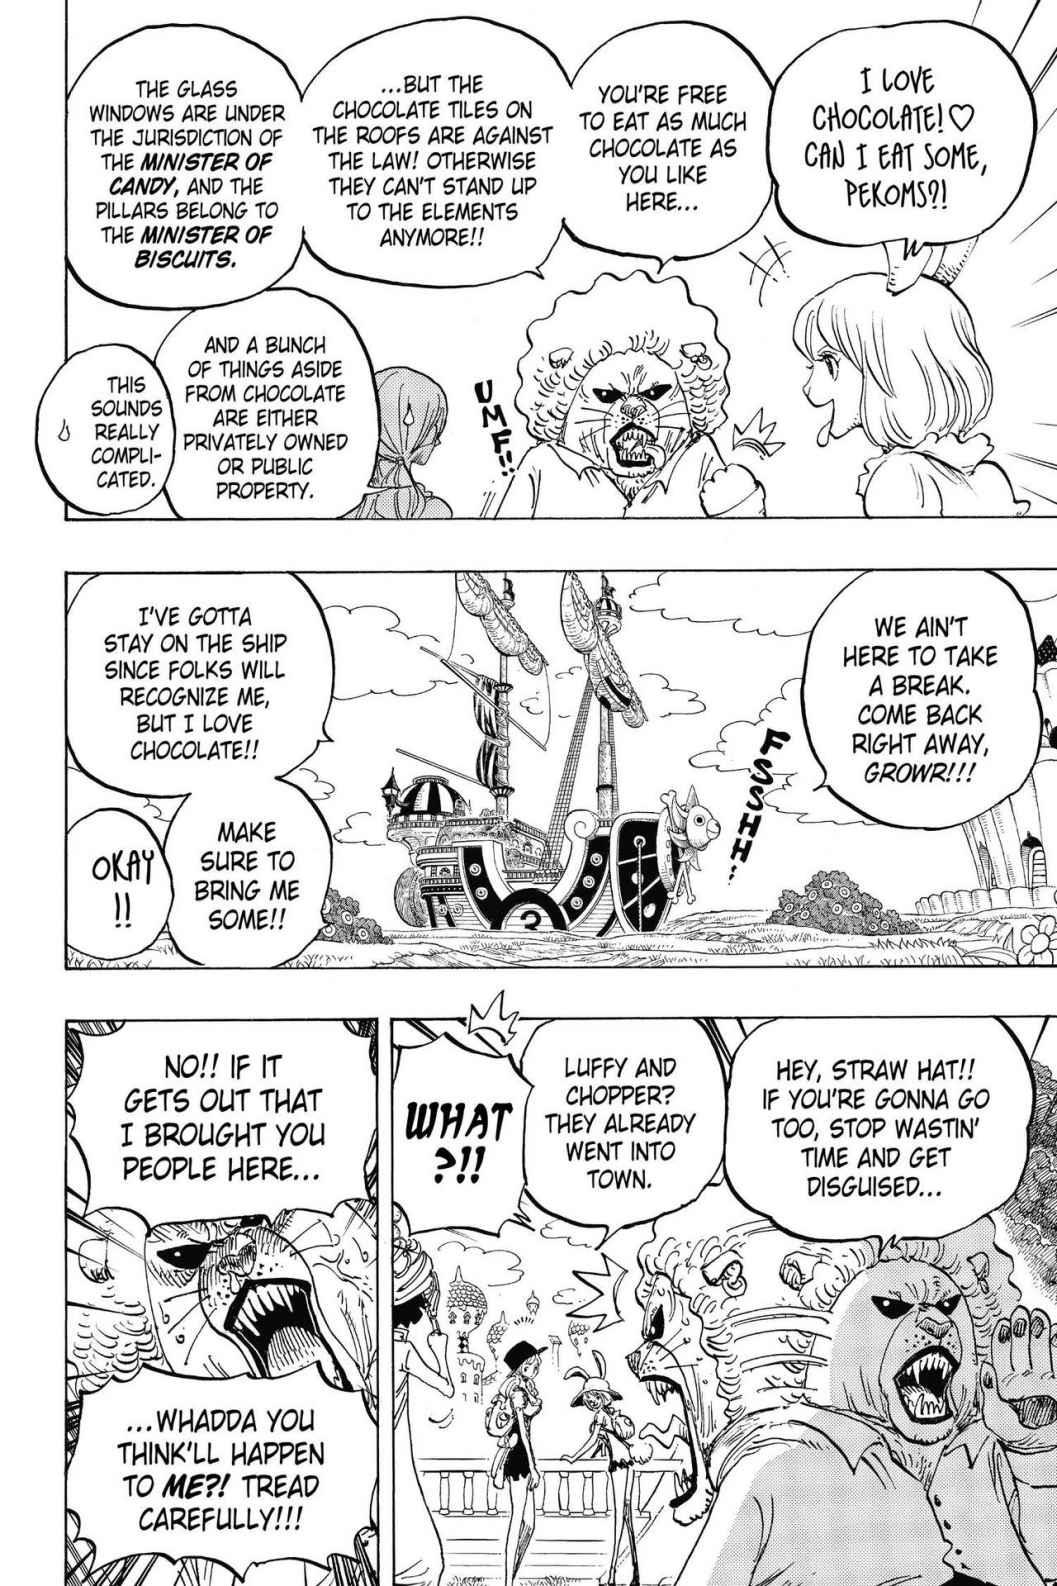 I LOVE
CHOCOLATE!♡
CAN I EAT SOME,
PEKOMS?!
YOU'RE FREE
TO EAT AS MUCH
CHOCOLATE AS
YOU LIKE
HERE...
...BUT THE
CHOCOLATE TILES ON
THE ROOFS ARE AGAINST
THE LAW! OTHERWISE
THEY CAN'T STAND UP
TO THE ELEMENTS
ANYMORE!!
THE GLASS
WINDOWS ARE UNDER
THE JURISDICTION OF
THE MINISTER OF
CANDY, AND THE
PILLARS BELONG TO
THE MINISTER OF
BISCUITS.
UMF!!
AND A BUNCH
OF THINGS ASIDE
FROM CHOCOLATE
ARE EITHER
PRIVATELY OWNED
OR PUBLIC
PROPERTY.
THIS
SOUNDS
REALLY
COMPLI-
CATED.
WE AIN'T
HERE TO TAKE
A BREAK.
COME BACK
RIGHT AWAY,
GROWR!!!
FSSHH...
I'VE GOTTA
STAY ON THE SHIP
SINCE FOLKS WILL
RECOGNIZE ME,
BUT I LOVE
CHOCOLATE!!
MAKE
SURE TO
BRING ME
SOME!!
OKAY
!!
3
HEY, STRAW HAT!!
IF YOU'RE GONNA GO
TOO, STOP WASTIN'
TIME AND GET
DISGUISED...
LUFFY AND
CHOPPER?
THEY ALREADY
WENT INTO
TOWN.
WHAT
?!!
NO!! IF IT
GETS OUT THAT
I BROUGHT YOU
PEOPLE HERE...
...WHADDA YOU
THINK'LL HAPPEN
TO ME?! TREAD
CAREFULLY!!!